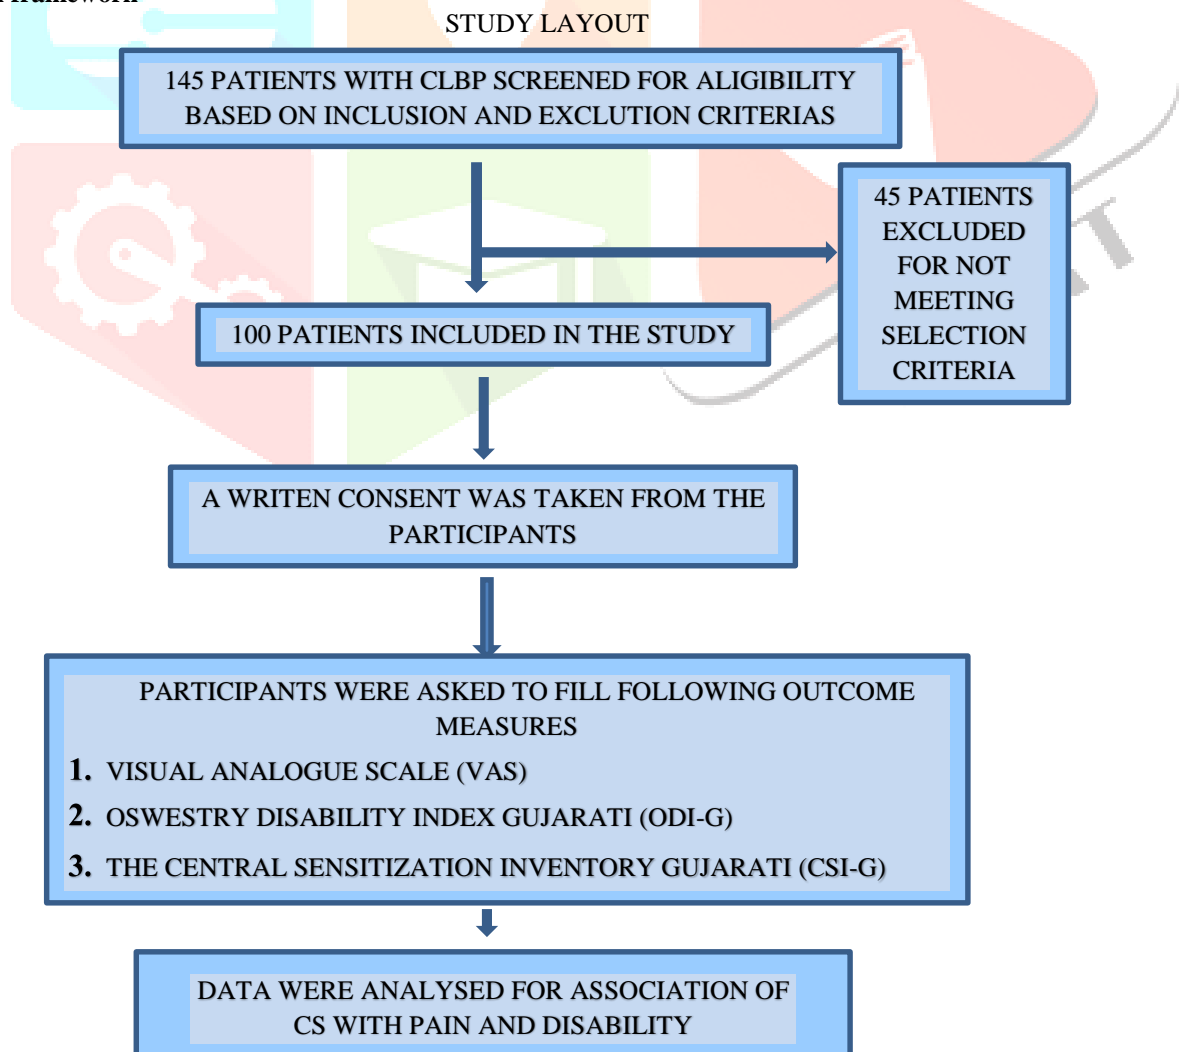 framework
STUDY LAYOUT
145 PATIENTS WITH CLBP SCREENED FOR ALIGIBILITY
BASED ON INCLUSION AND EXCLUTION CRITERIAS
45 PATIENTS
EXCLUDED
FOR NOT
MEETING
SELECTION
CRITERIA
100 PATIENTS INCLUDED IN THE STUDY
A WRITEN CONSENT WAS TAKEN FROM THE
PARTICIPANTS
PARTICIPANTS WERE ASKED TO FILL FOLLOWING OUTCOME
MEASURES
1. VISUAL ANALOGUE SCALE (VAS)
2. OSWESTRY DISABILITY INDEX GUJARATI (ODI-G)
3. THE CENTRAL SENSITIZATION INVENTORY GUJARATI (CSI-G)
DATA WERE ANALYSED FOR ASSOCIATION OF
CS WITH PAIN AND DISABILITY